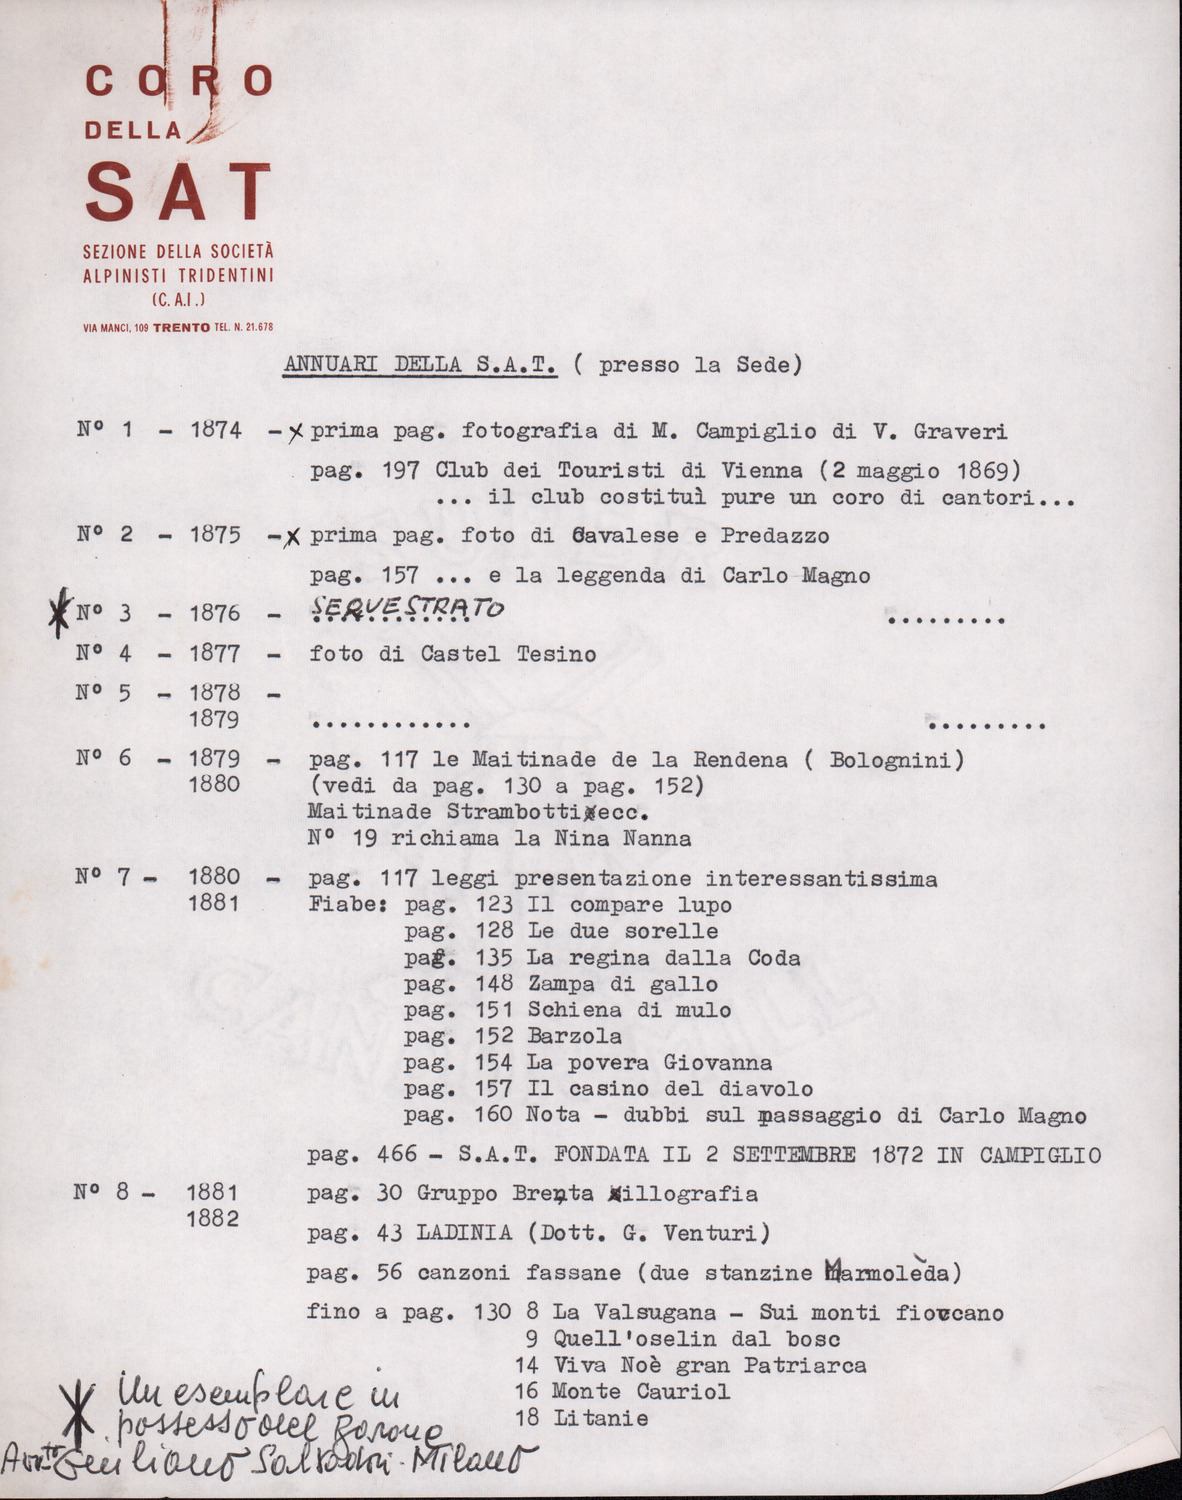 CORO
DELLA
SAT
SEZIONE DELLA SOCIETÀ
ALPINISTI TRIDENTINI
(C.A.I.)
VIA MANCI, 109 TRENTO TEL. N. 21.678
ANNUARI DELLA S.A.T. ( presso la Sede)
Nº 1 - 1874 -x prima pag. fotografia di M. Campiglio di V. Graveri
pag. 197 Club dei Touristi di Vienna (2 maggio 1869)
... il club costituì pure un coro di cantori...
Nº 2 - 1875 -x prima pag. foto di Cavalese e Predazzo
pag. 157 ... e la leggenda di Carlo Magno
* Nº 3 - 1876 - SEQUESTRATO ............ .........
Nº 4 - 1877 - foto di Castel Tesino
Nº 5 - 1878 -
1879 ............ .........
Nº 6 - 1879 - pag. 117 le Maitinade de la Rendena ( Bolognini)
1880 (vedi da pag. 130 a pag. 152)
Maitinade Strambotti ecc.
Nº 19 richiama la Nina Nanna
Nº 7 - 1880 - pag. 117 leggi presentazione interessantissima
1881 Fiabe: pag. 123 Il compare lupo
pag. 128 Le due sorelle
pag. 135 La regina dalla Coda
pag. 148 Zampa di gallo
pag. 151 Schiena di mulo
pag. 152 Barzola
pag. 154 La povera Giovanna
pag. 157 Il casino del diavolo
pag. 160 Nota - dubbi sul passaggio di Carlo Magno
pag. 466 - S.A.T. FONDATA IL 2 SETTEMBRE 1872 IN CAMPIGLIO
Nº 8 - 1881 pag. 30 Gruppo Brenta xillografia
1882
pag. 43 LADINIA (Dott. G. Venturi)
pag. 56 canzoni fassane (due stanzine Marmolèda)
fino a pag. 130 8 La Valsugana - Sui monti fioccano
9 Quell'oselin dal bosc
14 Viva Noè gran Patriarca
16 Monte Cauriol
18 Litanie
* Un esemplare in
possesso del Barone
Avv.to Giuliano Salvadori - Milano